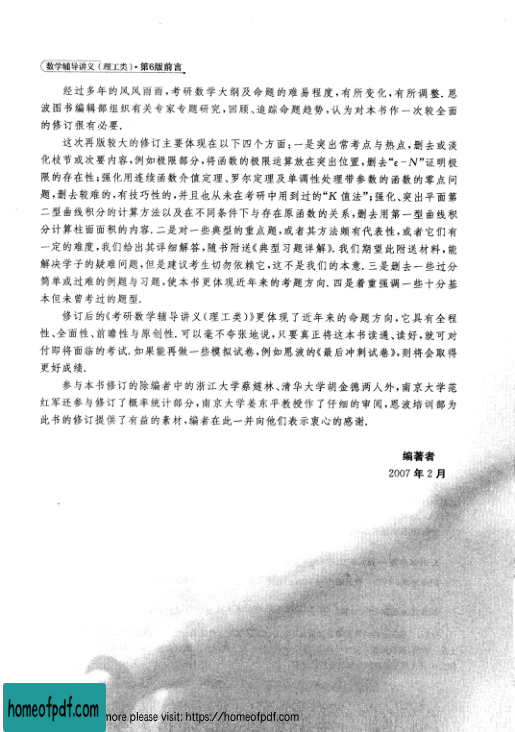 数学辅导讲义(理工类)·第6版前言
经过多年的风风雨雨,考研数学大纲及命题的难易程度,有所变化,有所调整.恩
波图书编辑部组织有关专家专题研究,回顾、追踪命题趋势,认为对本书作一次较全面
的修订很有必要.
这次再版较大的修订主要体现在以下四个方面:一是突出常考点与热点,删去或淡
化枝节或次要内容,例如极限部分,将函数的极限运算放在突出位置,删去“ε-N”证明极
限的存在性;强化用连续函数介值定理、罗尔定理及单调性处理带参数的函数的零点问
题,删去较难的,有技巧性的,并且也从未在考研中用到过的“K值法”;强化、突出平面第
二型曲线积分的计算方法以及在不同条件下与存在原函数的关系,删去用第一型曲线积
分计算柱面面积的内容.二是对一些典型的重点题,或者其方法颇有代表性,或者它们有
一定的难度,我们给出其详细解答,随书附送《典型习题详解》.我们期望此附送材料,能
解决学子的疑难问题,但是建议考生切勿依赖它,这不是我们的本意.三是删去一些过分
简单或过难的例题与习题,使本书更体现近年来的考题方向.四是着重强调一些十分基
本但未曾考过的题型.
修订后的《考研数学辅导讲义(理工类)》更体现了近年来的命题方向,它具有全程
性、全面性、前瞻性与原创性.可以毫不夸张地说,只要真正将这本书读通、读好,就可对
付即将面临的考试.如果能再做一些模拟试卷,例如恩波的《最后冲刺试卷》,则将会取得
更好成绩.
参与本书修订的除编者中的浙江大学蔡燧林、清华大学胡金德两人外,南京大学范
红军还参与修订了概率统计部分,南京大学姜东平教授作了仔细的审阅,恩波培训部为
此书的修订提供了有益的素材,编者在此一并向他们表示衷心的感谢.
编著者
2007年2月
homeofpdf.com
more please visit: https://homeofpdf.com